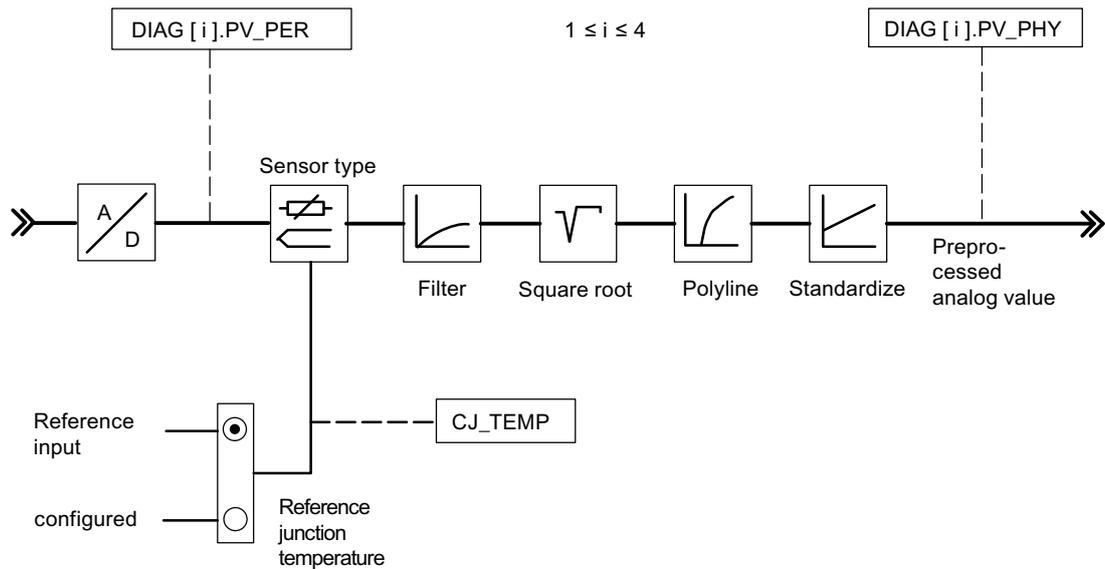 DIAG [ i ].PV_PER
1 ≤ i ≤ 4
DIAG [ i ].PV_PHY
Sensor type
A
D
Filter
Square root
Polyline
Standardize
Prepro-
cessed
analog value
Reference
input
CJ_TEMP
configured
Reference
junction
temperature